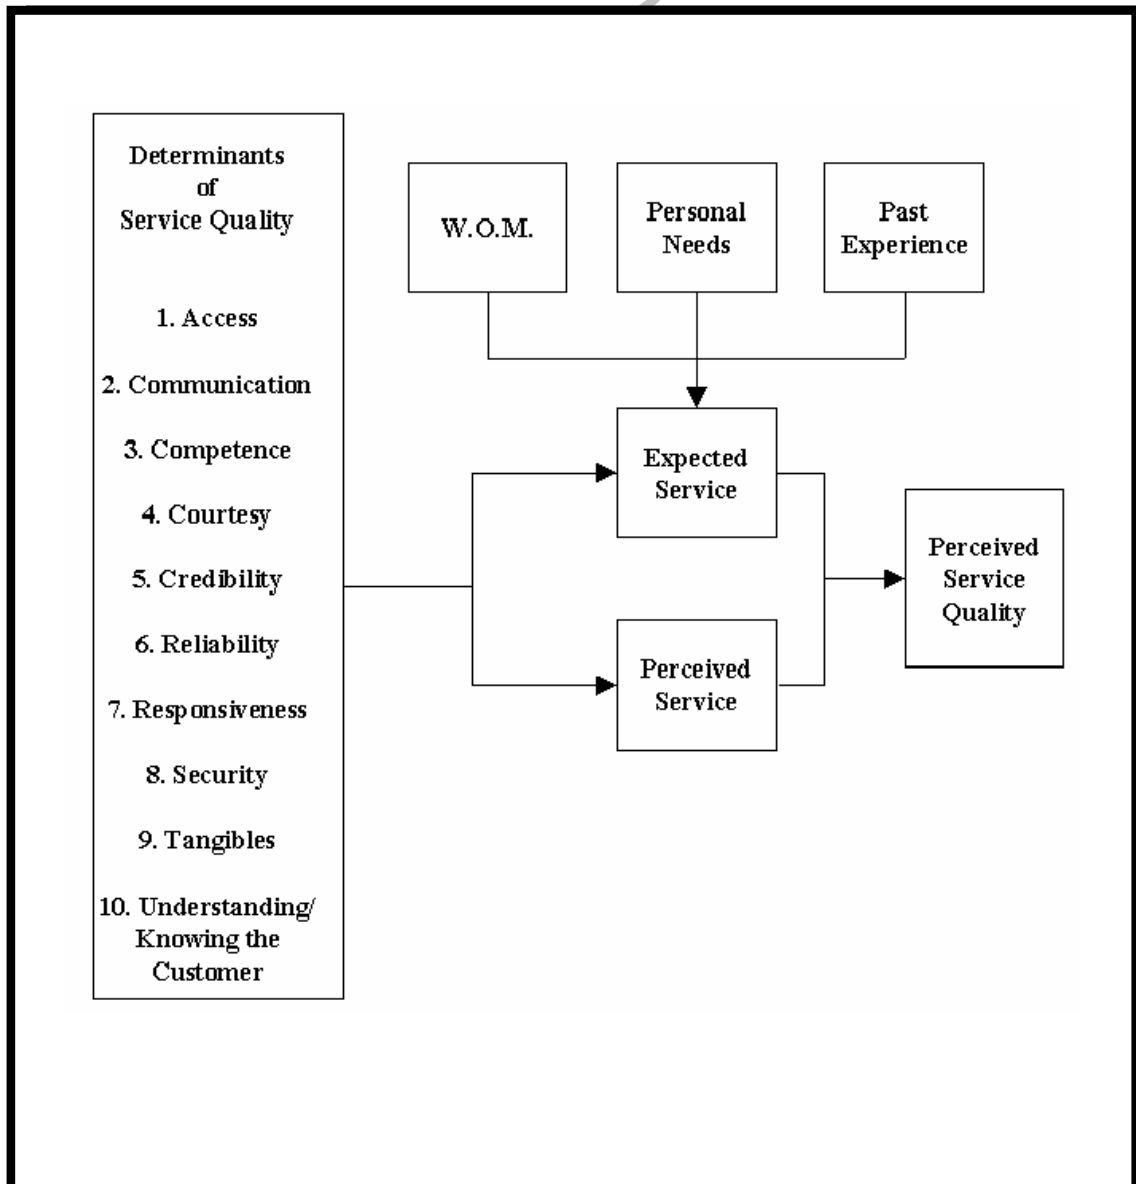 Determinants
of
Service Quality
1. Access
2. Communication
3. Competence
4. Courtesy
5. Credibility
6. Reliability
7. Responsiveness
8. Security
9. Tangibles
10. Understanding/
Knowing the
Customer
W.O.M.
Personal
Needs
Past
Experience
Expected
Service
Perceived
Service
Perceived
Service
Quality